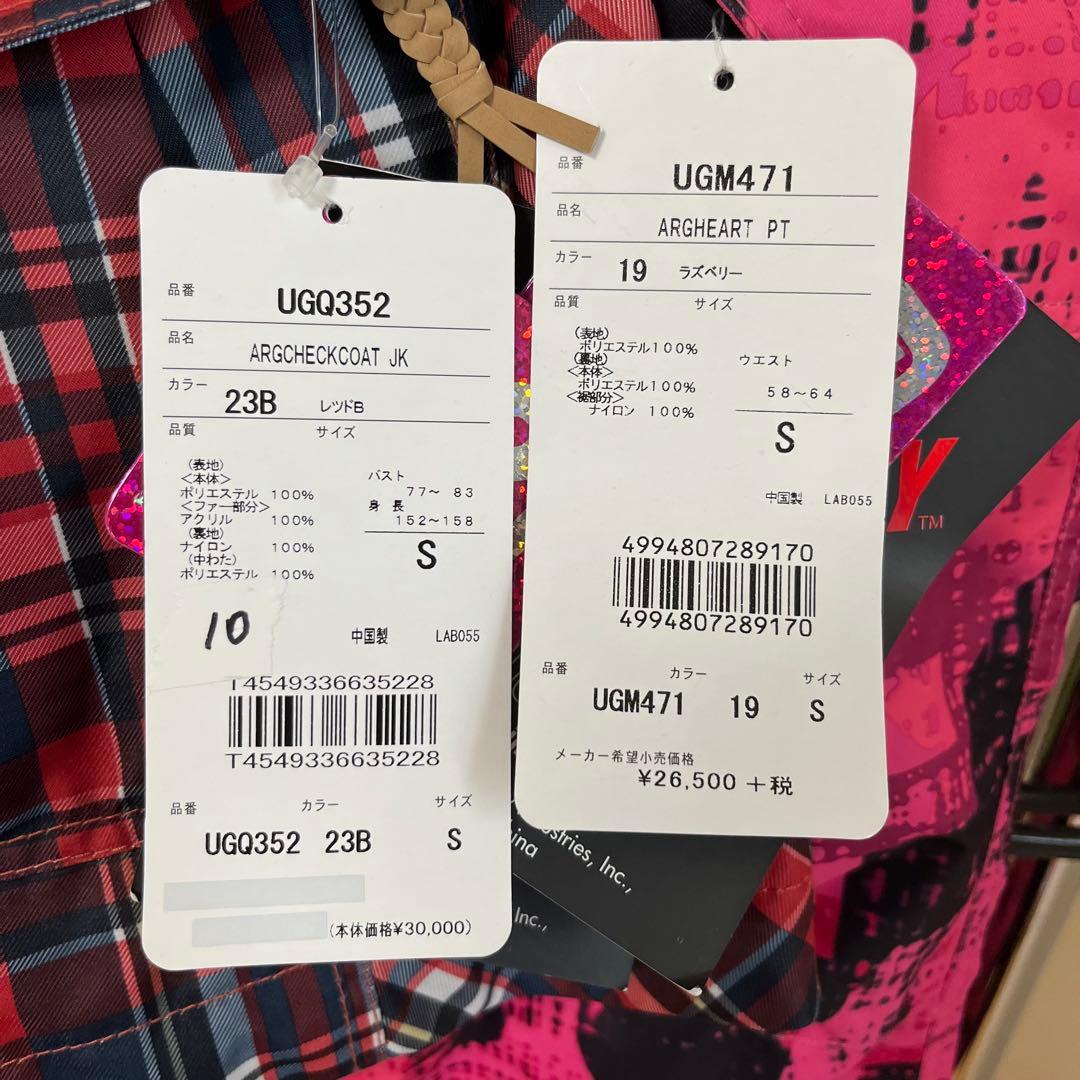 品番
UGQ352
品名
ARGCHECKCOAT JK
カラー
23B レッドB
品質 サイズ
(表地)
<本体>
ポリエステル 100%
<ファー部分>
アクリル 100%
(裏地)
ナイロン 100%
(中わた)
ポリエステル 100%
バスト
77~ 83
身 長
152~158
S
10
中国製 LAB055
T4549336635228
T4549336635228
品番 カラー サイズ
UGQ352 23B S
(本体価格¥30,000)
品番
UGM471
品名
ARGHEART PT
カラー
19 ラズベリー
品質 サイズ
(表地)
ポリエステル100%
(裏地)
<本体>
ポリエステル100%
<裾部分>
ナイロン 100%
ウエスト
58~64
S
中国製 LAB055
4994807289170
4994807289170
品番 カラー サイズ
UGM471 19 S
メーカー希望小売価格
¥26,500 +税
y
TM
Inc.,
Inc.,